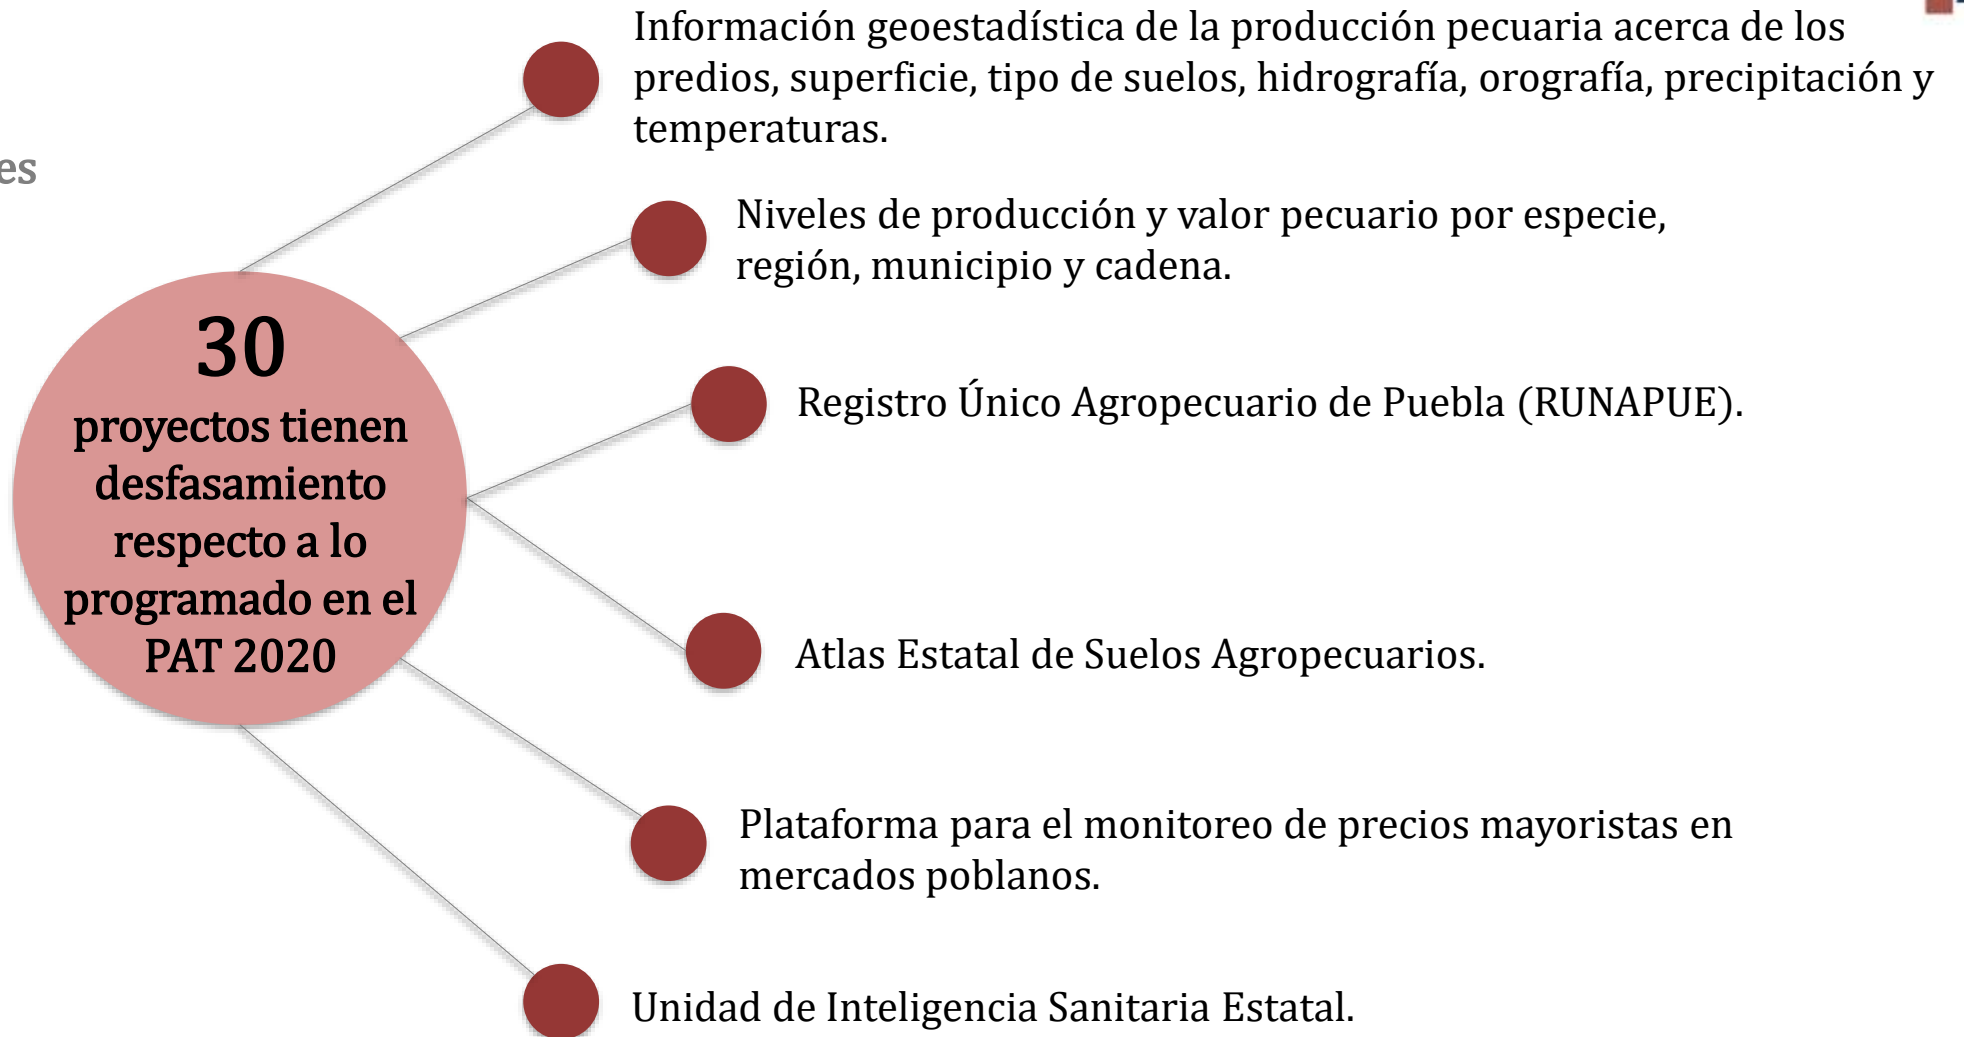 Información geoestadística de la producción pecuaria acerca de los
predios, superficie, tipo de suelos, hidrografía, orografía, precipitación y
temperaturas.
es
Niveles de producción y valor pecuario por especie,
región, municipio y cadena.
30
proyectos tienen
desfasamiento
respecto a lo
programado en el
PAT 2020
Registro Único Agropecuario de Puebla (RUNAPUE).
Atlas Estatal de Suelos Agropecuarios.
Plataforma para el monitoreo de precios mayoristas en
mercados poblanos.
Unidad de Inteligencia Sanitaria Estatal.